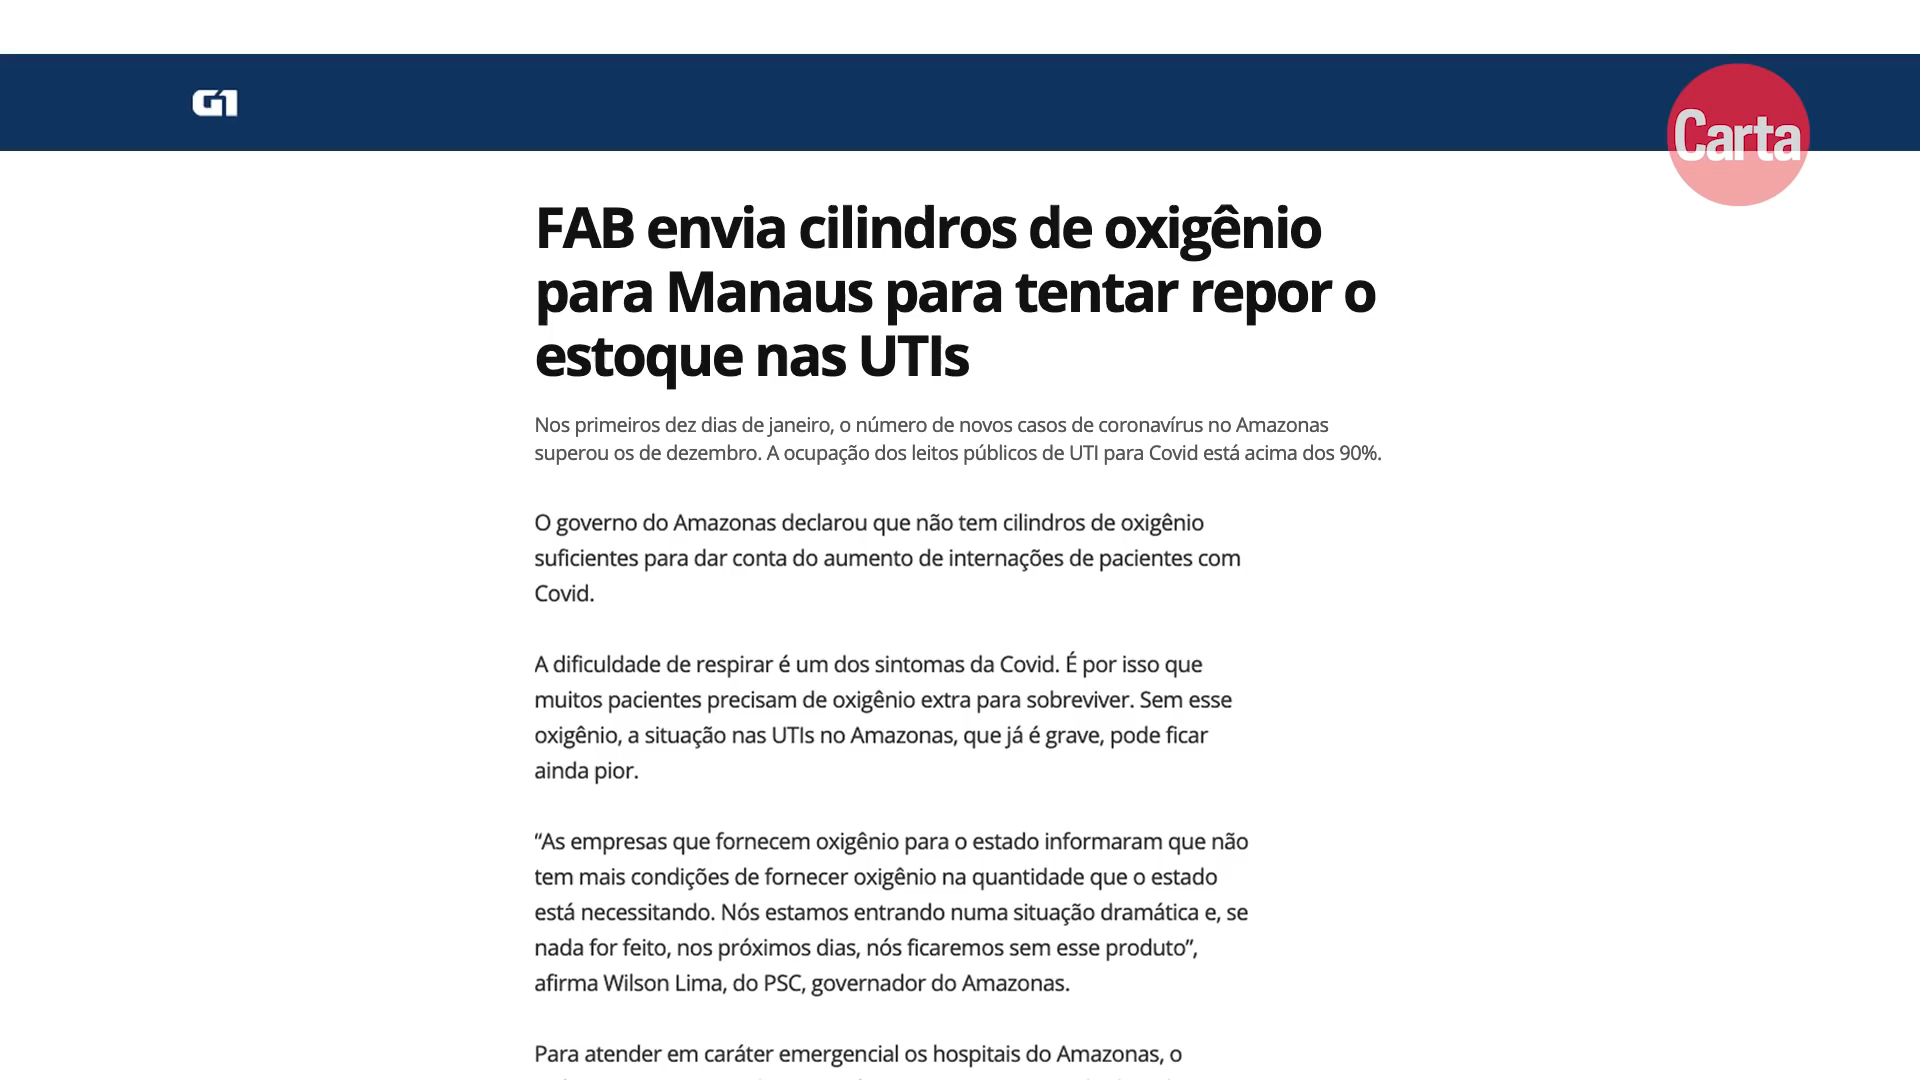 G1
Carta
FAB envia cilindros de oxigênio
para Manaus para tentar repor o
estoque nas UTIs
Nos primeiros dez dias de janeiro, o número de novos casos de coronavírus no Amazonas
superou os de dezembro. A ocupação dos leitos públicos de UTI para Covid está acima dos 90%.
O governo do Amazonas declarou que não tem cilindros de oxigênio
suficientes para dar conta do aumento de internações de pacientes com
Covid.
A dificuldade de respirar é um dos sintomas da Covid. É por isso que
muitos pacientes precisam de oxigênio extra para sobreviver. Sem esse
oxigênio, a situação nas UTIs no Amazonas, que já é grave, pode ficar
ainda pior.
“As empresas que fornecem oxigênio para o estado informaram que não
tem mais condições de fornecer oxigênio na quantidade que o estado
está necessitando. Nós estamos entrando numa situação dramática e, se
nada for feito, nos próximos dias, nós ficaremos sem esse produto”,
afirma Wilson Lima, do PSC, governador do Amazonas.
Para atender em caráter emergencial os hospitais do Amazonas, o